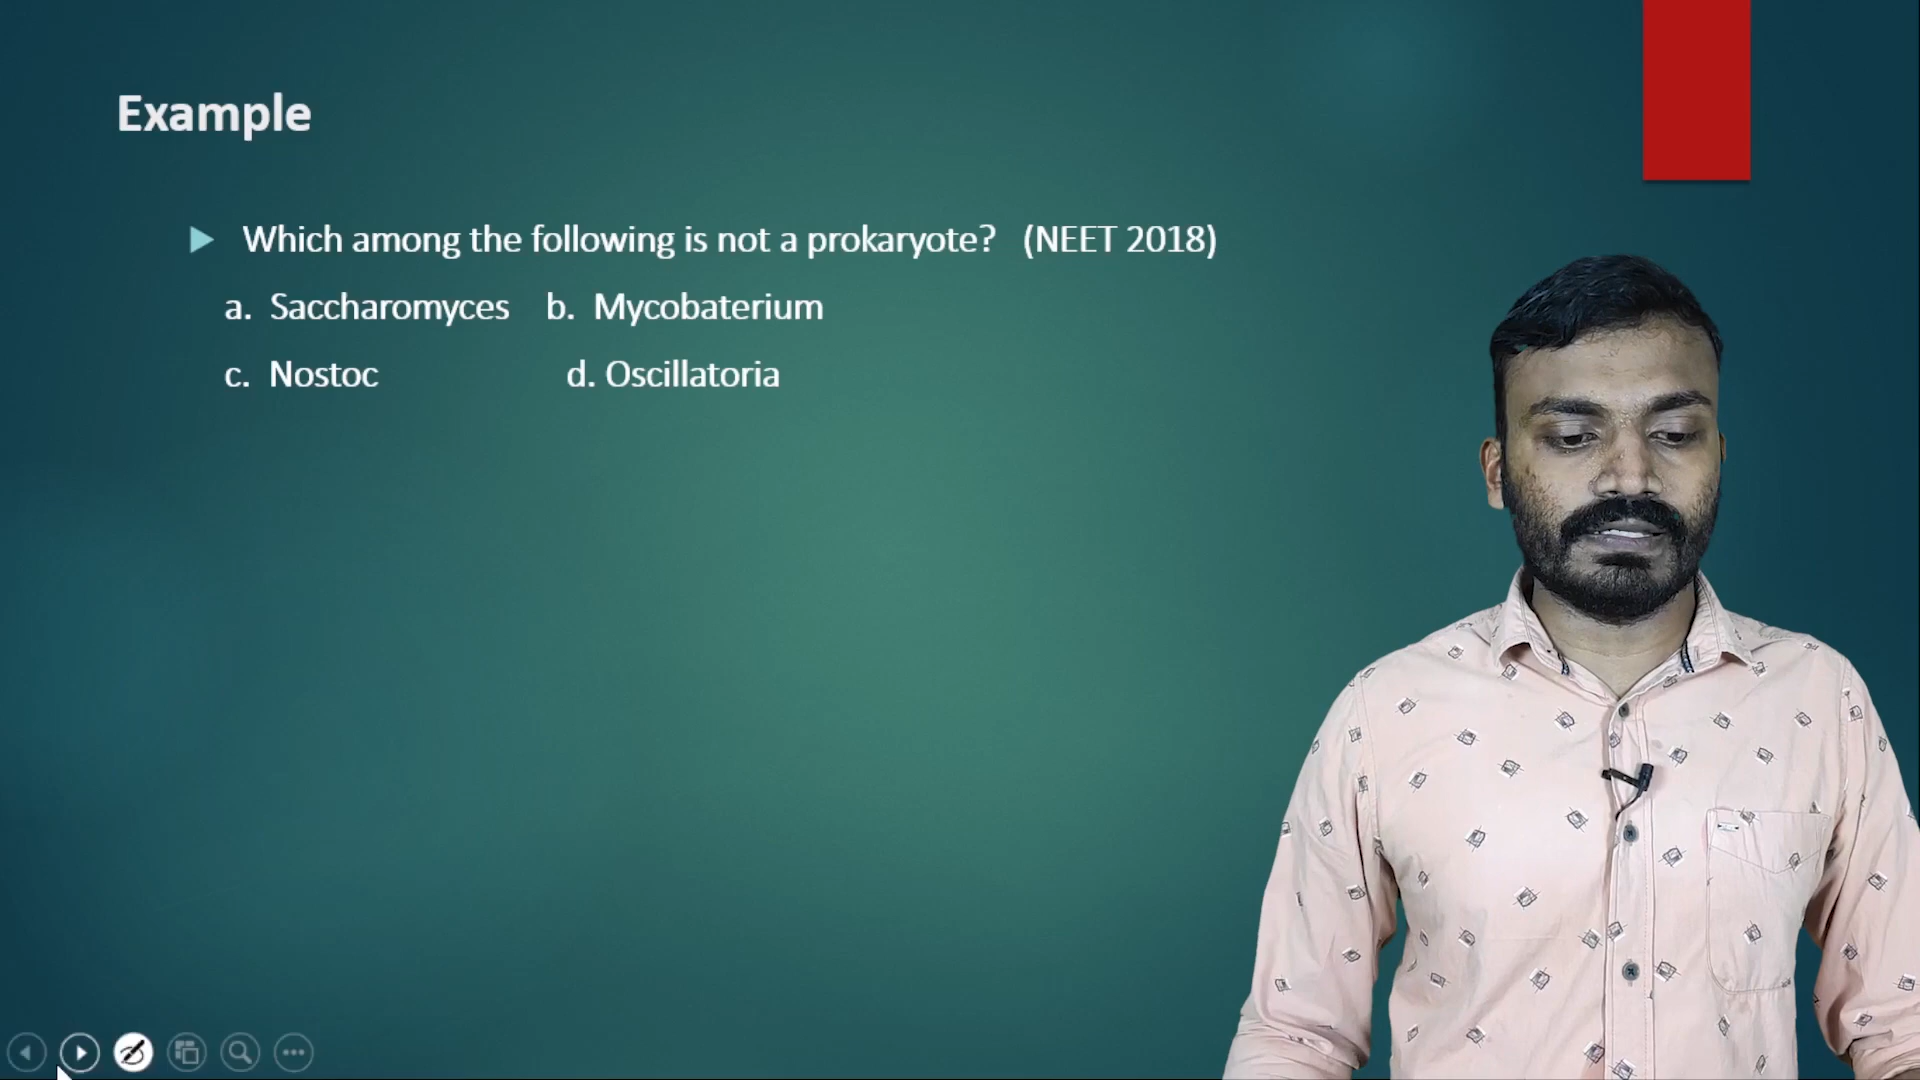 Example
Which among the following is not a prokaryote? (NEET 2018)
a. Saccharomyces b. Mycobaterium
c. Nostoc d. Oscillatoria